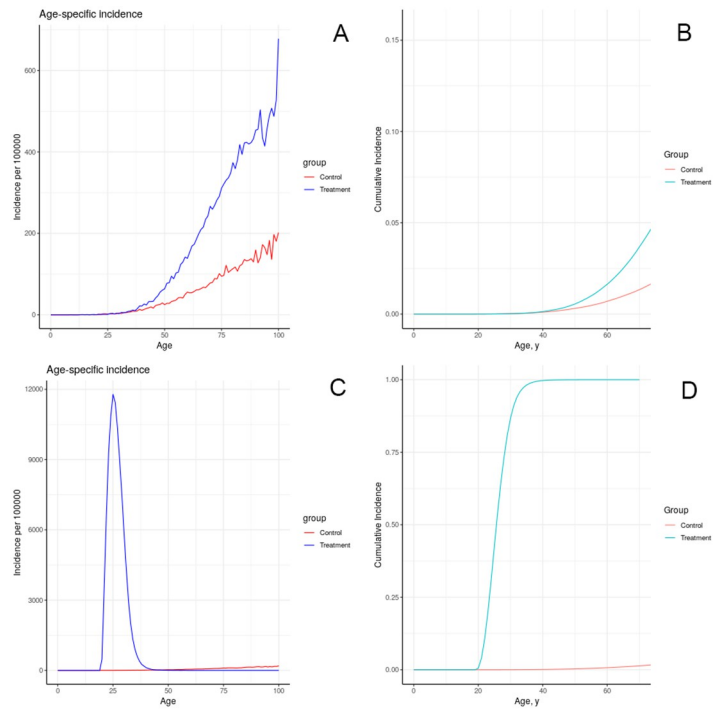 Age-specific incidence
A
600
400
200
0
Incidence per 100000
0 25 50 75 100
Age
group
Control
Treatment
B
0.15
0.10
0.05
0.00
Cumulative Incidence
0 20 40 60
Age, y
Group
Control
Treatment
Age-specific incidence
C
12000
9000
6000
3000
0
Incidence per 100000
0 25 50 75 100
Age
group
Control
Treatment
D
1.00
0.75
0.50
0.25
0.00
Cumulative Incidence
0 20 40 60
Age, y
Group
Control
Treatment